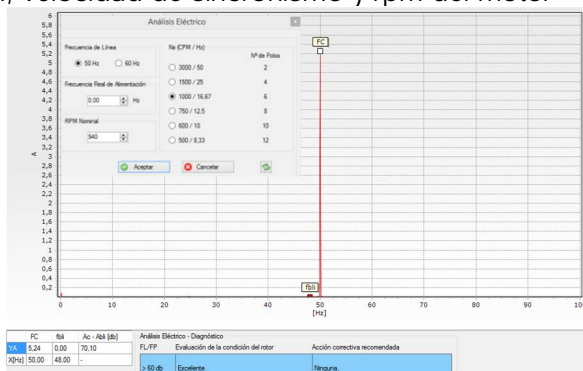 Velocidad de sincronismo y rpm del motor
Análisis Eléctrico
Frecuencia de Línea
50 Hz 60 Hz
Frecuencia Real de Alimentación
0,00 Hz
RPM Nominal
940
Ns (CPM / Hz) Nº de Polos
3000 / 50 2
1500 / 25 4
1000 / 16,67 6
750 / 12,5 8
600 / 10 10
500 / 8,33 12
Aceptar Cancelar
FC
fbli
A
6
5,8
5,6
5,4
5,2
5
4,8
4,6
4,4
4,2
4
3,8
3,6
3,4
3,2
3
2,8
2,6
2,4
2,2
2
1,8
1,6
1,4
1,2
1
0,8
0,6
0,4
0,2
0 10 20 30 40 50 60 70 80 90 10
[Hz]
FC fbli Ac - Abli [db]
YA 5,24 0,00 70,10
X[Hz] 50,00 48,00 -
Análisis Eléctrico - Diagnóstico
FL/FP Evaluación de la condición del rotor Acción correctiva recomendada
> 60 db Excelente. Ninguna.